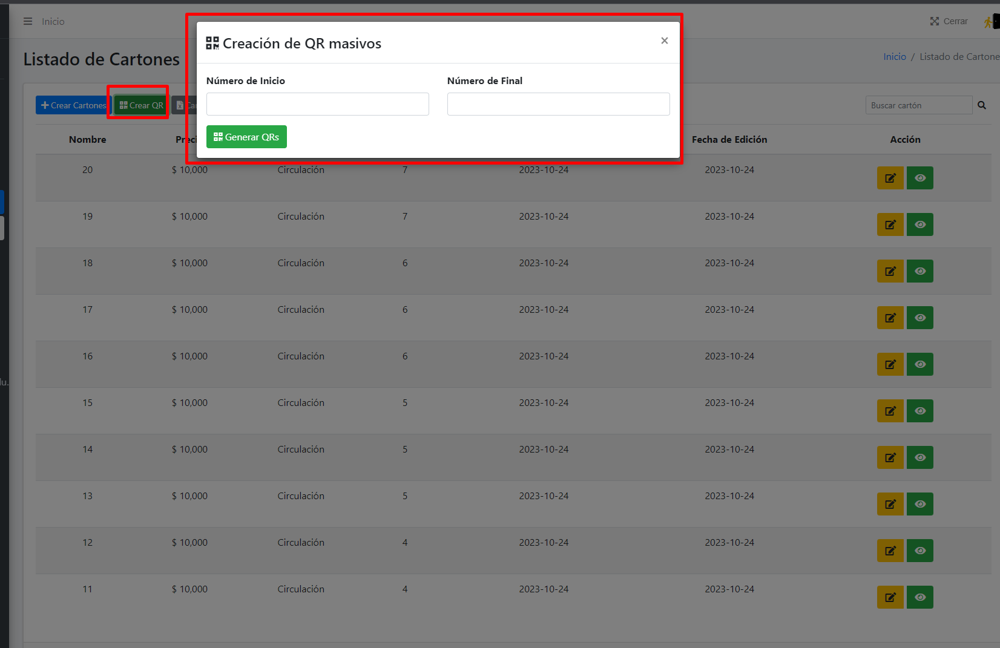 Inicio
Cerrar
Listado de Cartones
Inicio / Listado de Cartone
Creación de QR masivos
×
Número de Inicio
Número de Final
Generar QRs
Crear Cartones
Crear QR
Car
Buscar cartón
Nombre Preci Fecha de Edición Acción
20 $ 10,000 Circulación 7 2023-10-24 2023-10-24
19 $ 10,000 Circulación 7 2023-10-24 2023-10-24
18 $ 10,000 Circulación 6 2023-10-24 2023-10-24
17 $ 10,000 Circulación 6 2023-10-24 2023-10-24
16 $ 10,000 Circulación 6 2023-10-24 2023-10-24
15 $ 10,000 Circulación 5 2023-10-24 2023-10-24
14 $ 10,000 Circulación 5 2023-10-24 2023-10-24
13 $ 10,000 Circulación 5 2023-10-24 2023-10-24
12 $ 10,000 Circulación 4 2023-10-24 2023-10-24
11 $ 10,000 Circulación 4 2023-10-24 2023-10-24